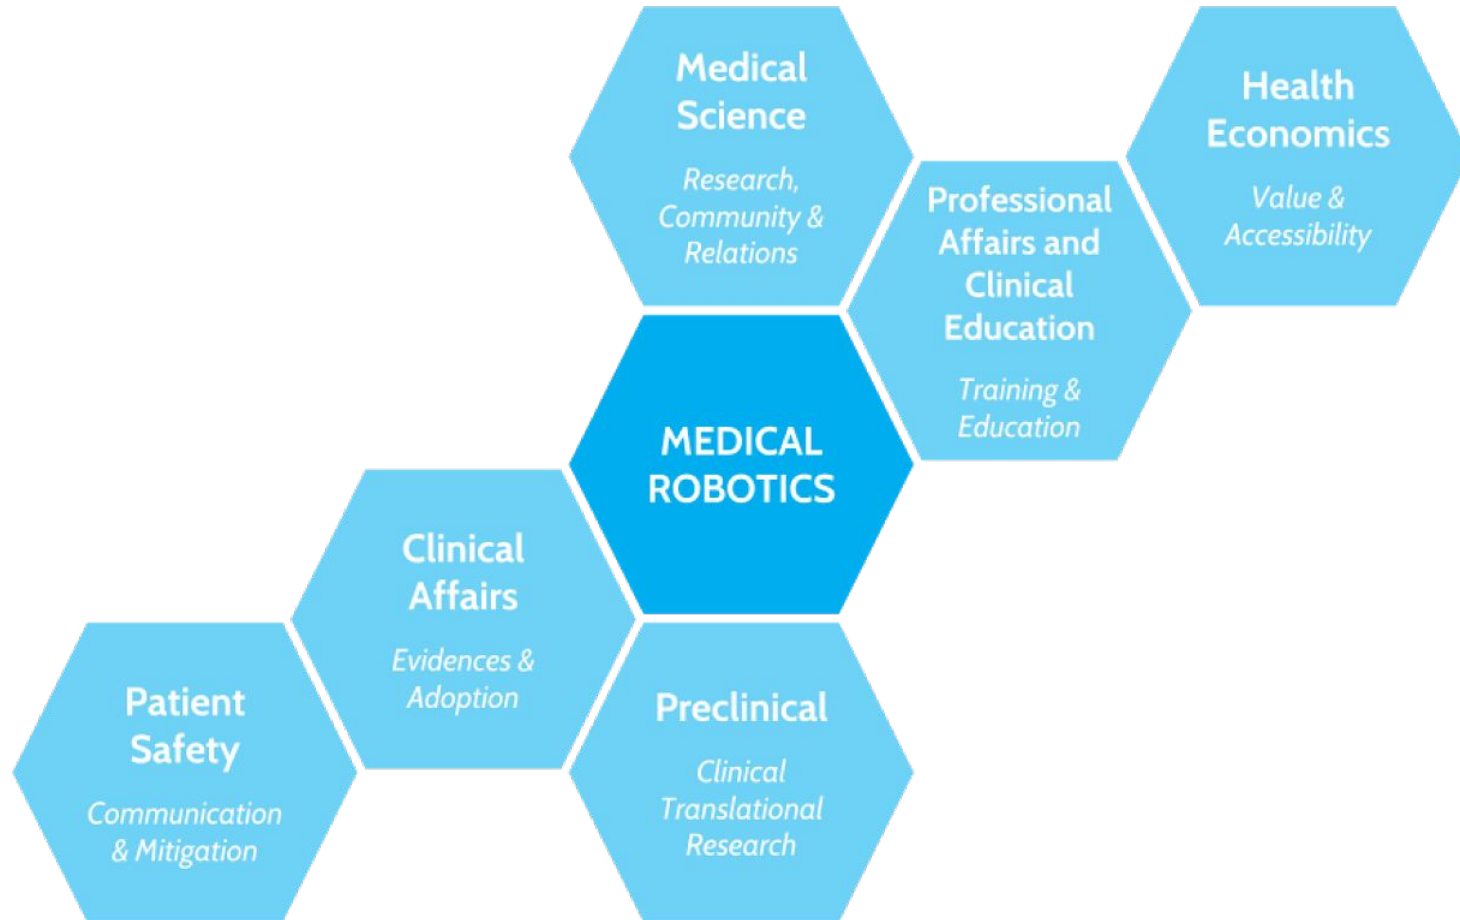 Medical
Science
Research,
Community &
Relations
Health
Economics
Value &
Accessibility
Professional
Affairs and
Clinical
Education
Training &
Education
MEDICAL
ROBOTICS
Clinical
Affairs
Evidences &
Adoption
Patient
Safety
Communication
& Mitigation
Preclinical
Clinical
Translational
Research